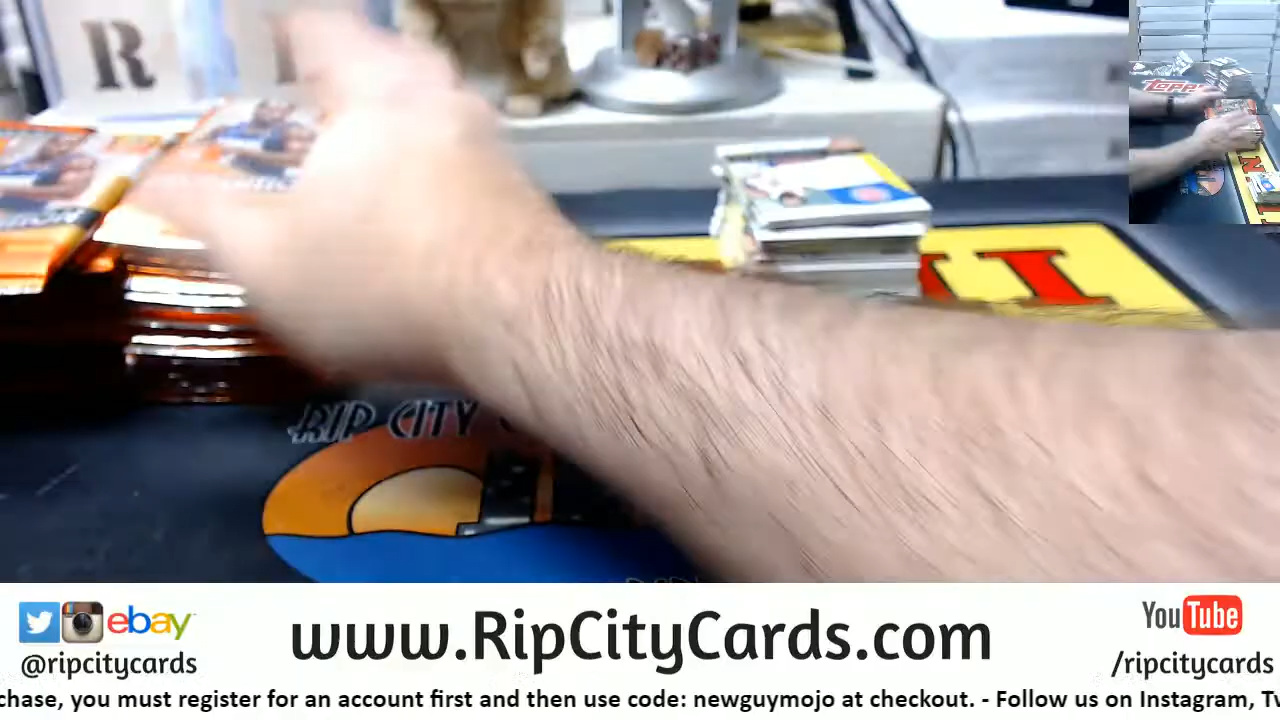 R
Topps
RIP CITY
ebay
www.RipCityCards.com
YouTube
@ripcitycards
/ripcitycards
chase, you must register for an account first and then use code: newguymojo at checkout. - Follow us on Instagram, Tw